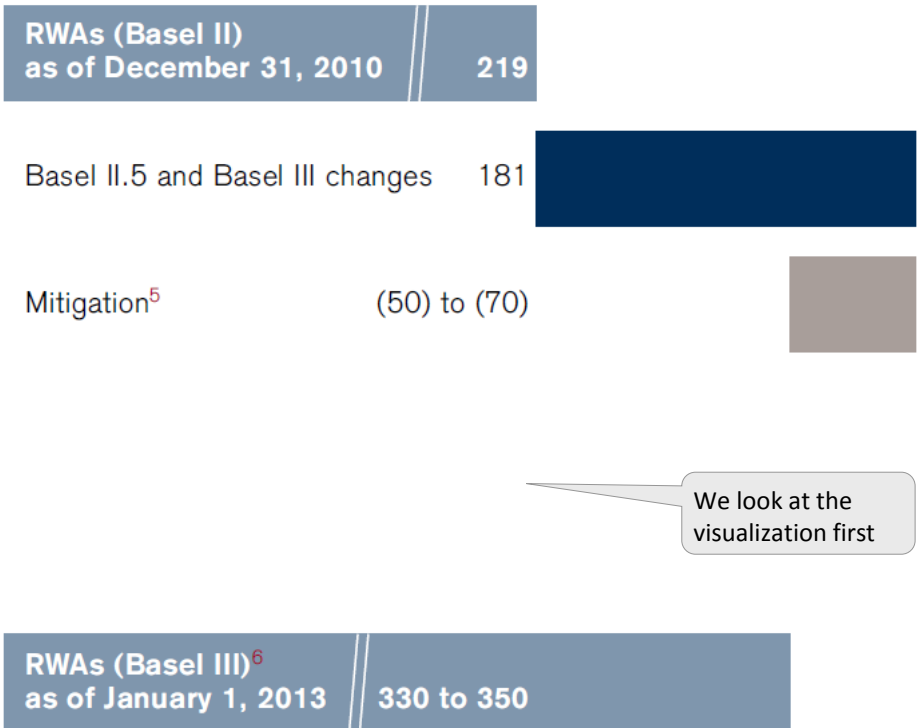 RWAs (Basel II)
as of December 31, 2010 219
Basel II.5 and Basel III changes 181
Mitigation5 (50) to (70)
We look at the
visualization first
RWAs (Basel III)6
as of January 1, 2013 330 to 350